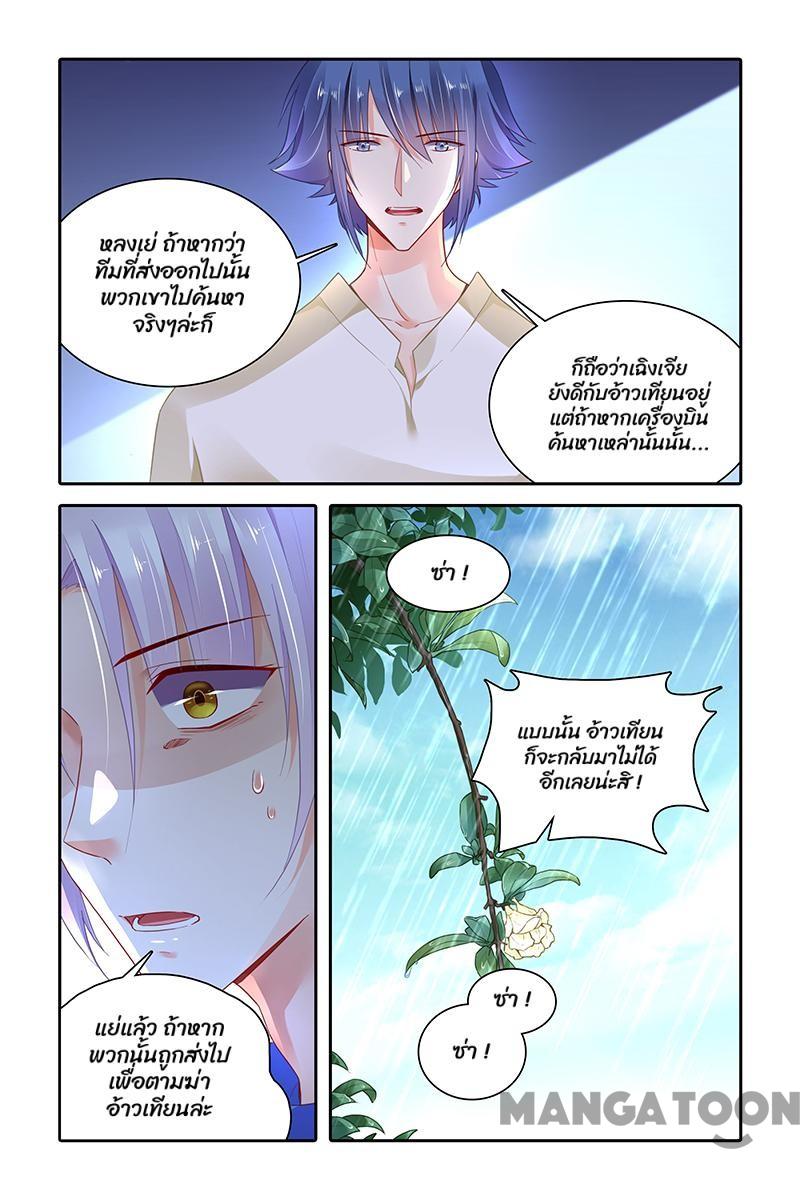 หลงเย่ ถ้าหากว่า
ทีมที่ส่งออกไปนั้น
พวกเขาไปค้นหา
จริงๆล่ะก็
ก็ถือว่าเฉิงเจีย
ยังดีกับอ้าวเทียนอยู่
แต่ถ้าหากเครื่องบิน
ค้นหาเหล่านั้นนั้น...
แย่แล้ว ถ้าหาก
พวกนั้นถูกส่งไป
เพื่อตามฆ่า
อ้าวเทียนล่ะ
ซ่า !
แบบนั้น อ้าวเทียน
ก็จะกลับมาไม่ได้
อีกเลยน่ะสิ !
ซ่า !
ซ่า !
MANGATOON